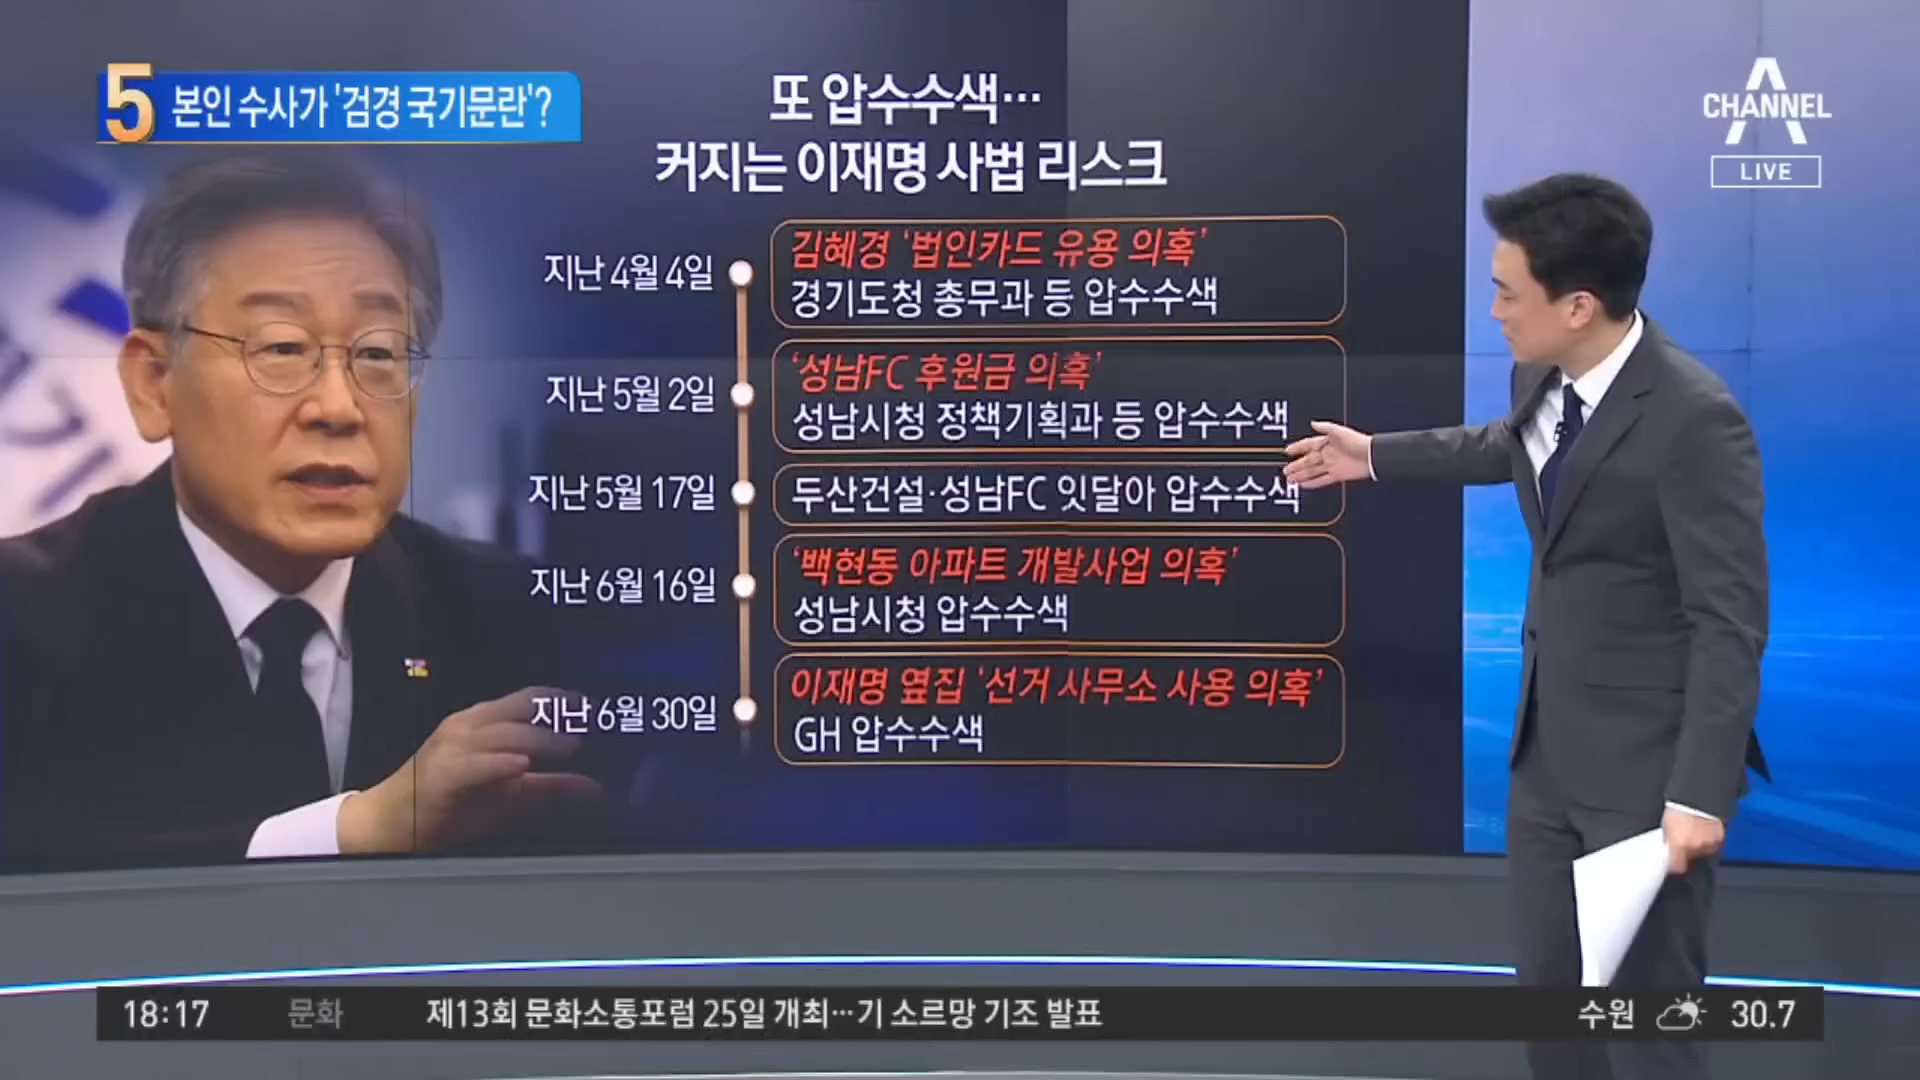 5 본인 수사가 '검경 국기문란'?
또 압수수색…
커지는 이재명 사법 리스크
CHANNEL A
LIVE
지난 4월 4일
김혜경 '법인카드 유용 의혹'
경기도청 총무과 등 압수수색
지난 5월 2일
'성남FC 후원금 의혹'
성남시청 정책기획과 등 압수수색
지난 5월 17일
두산건설·성남FC 잇달아 압수수색
지난 6월 16일
'백현동 아파트 개발사업 의혹'
성남시청 압수수색
지난 6월 30일
이재명 옆집 '선거 사무소 사용 의혹'
GH 압수수색
18:17 문화 제13회 문화소통포럼 25일 개최…기 소르망 기조 발표 수원 30.7